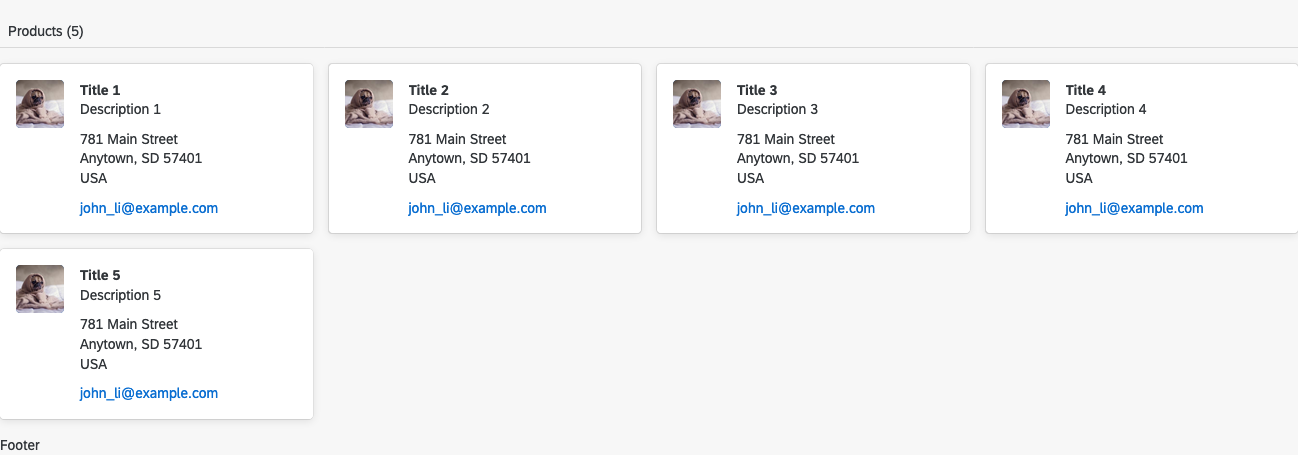 Products (5)
Title 1
Description 1
781 Main Street
Anytown, SD 57401
USA
john_li@example.com
Title 2
Description 2
781 Main Street
Anytown, SD 57401
USA
john_li@example.com
Title 3
Description 3
781 Main Street
Anytown, SD 57401
USA
john_li@example.com
Title 4
Description 4
781 Main Street
Anytown, SD 57401
USA
john_li@example.com
Title 5
Description 5
781 Main Street
Anytown, SD 57401
USA
john_li@example.com
Footer